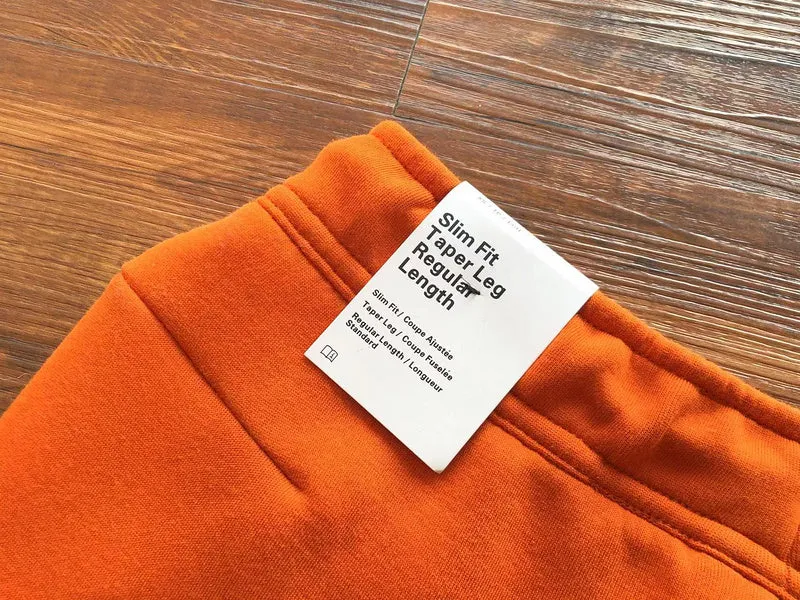 Slim Fit
Taper Leg
Regular
Length
Slim Fit / Coupe Ajustée
Taper Leg / Coupe Fuselée
Regular Length / Longueur
Standard